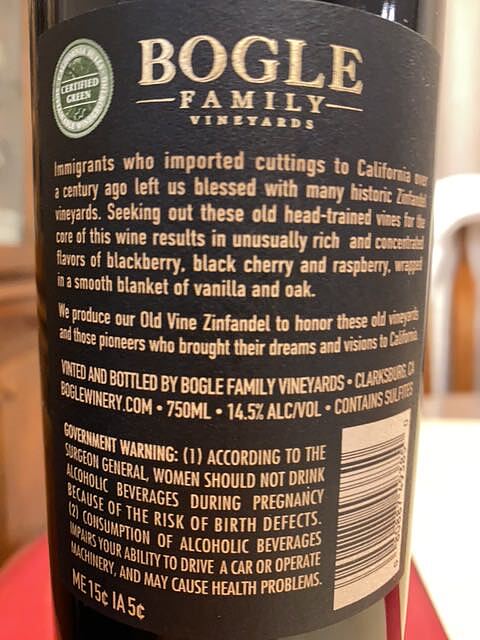 CERTIFIED
GREEN
BOGLE
FAMILY
VINEYARDS
Immigrants who imported cuttings to California over
a century ago left us blessed with many historic Zinfandel
vineyards. Seeking out these old head-trained vines for the
core of this wine results in unusually rich and concentrated
flavors of blackberry, black cherry and raspberry, wrapped
in a smooth blanket of vanilla and oak.
We produce our Old Vine Zinfandel to honor these old vineyards
and those pioneers who brought their dreams and visions to California.
VINTED AND BOTTLED BY BOGLE FAMILY VINEYARDS • CLARKSBURG CA
BOGLEWINERY.COM • 750ML • 14.5% ALC/VOL • CONTAINS SULFITES
GOVERNMENT WARNING: (1) ACCORDING TO THE
SURGEON GENERAL, WOMEN SHOULD NOT DRINK
ALCOHOLIC BEVERAGES DURING PREGNANCY
BECAUSE OF THE RISK OF BIRTH DEFECTS.
(2) CONSUMPTION OF ALCOHOLIC BEVERAGES
IMPAIRS YOUR ABILITY TO DRIVE A CAR OR OPERATE
MACHINERY, AND MAY CAUSE HEALTH PROBLEMS.
ME 15¢ IA 5¢